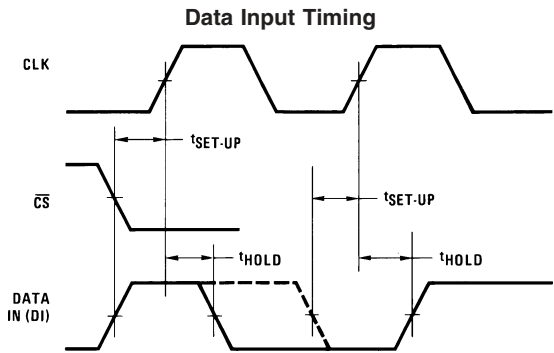 Data Input Timing
CLK
tSET-UP
CS
tSET-UP
tHOLD
tHOLD
DATA
IN (DI)